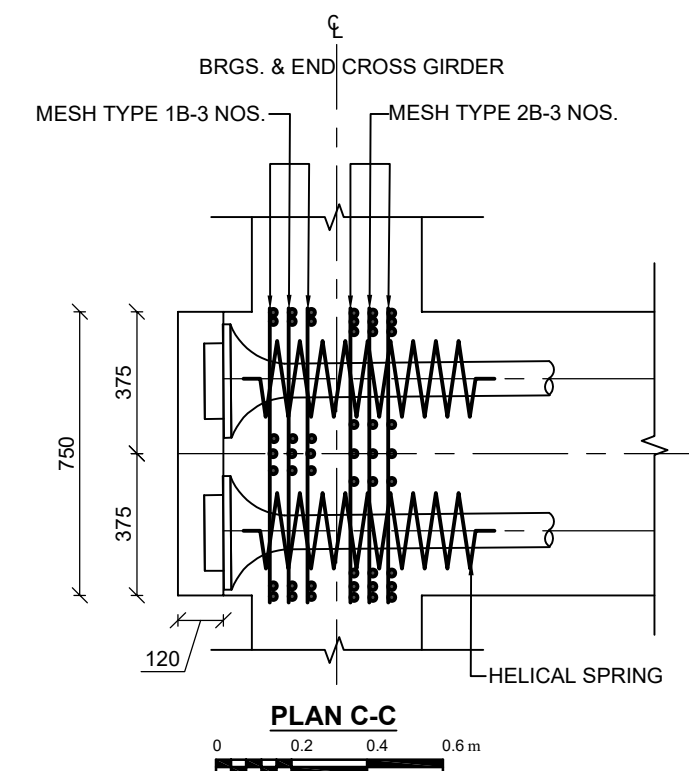 ℄
BRGS. & END CROSS GIRDER
MESH TYPE 1B-3 NOS.
MESH TYPE 2B-3 NOS.
375
750
375
120
HELICAL SPRING
PLAN C-C
0 0.2 0.4 0.6 m